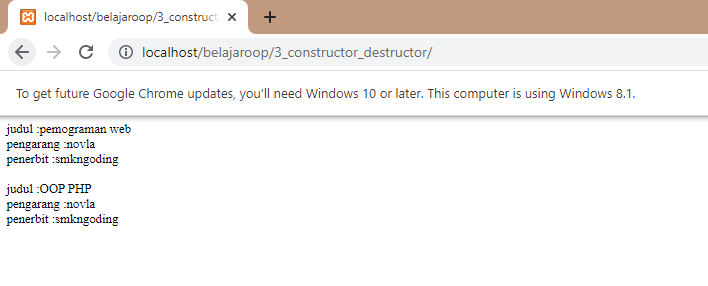 localhost/belajaroop/3_construct
localhost/belajaroop/3_constructor_destructor/
To get future Google Chrome updates, you'll need Windows 10 or later. This computer is using Windows 8.1.
judul :pemograman web
pengarang :novla
penerbit :smkngoding
judul :OOP PHP
pengarang :novla
penerbit :smkngoding